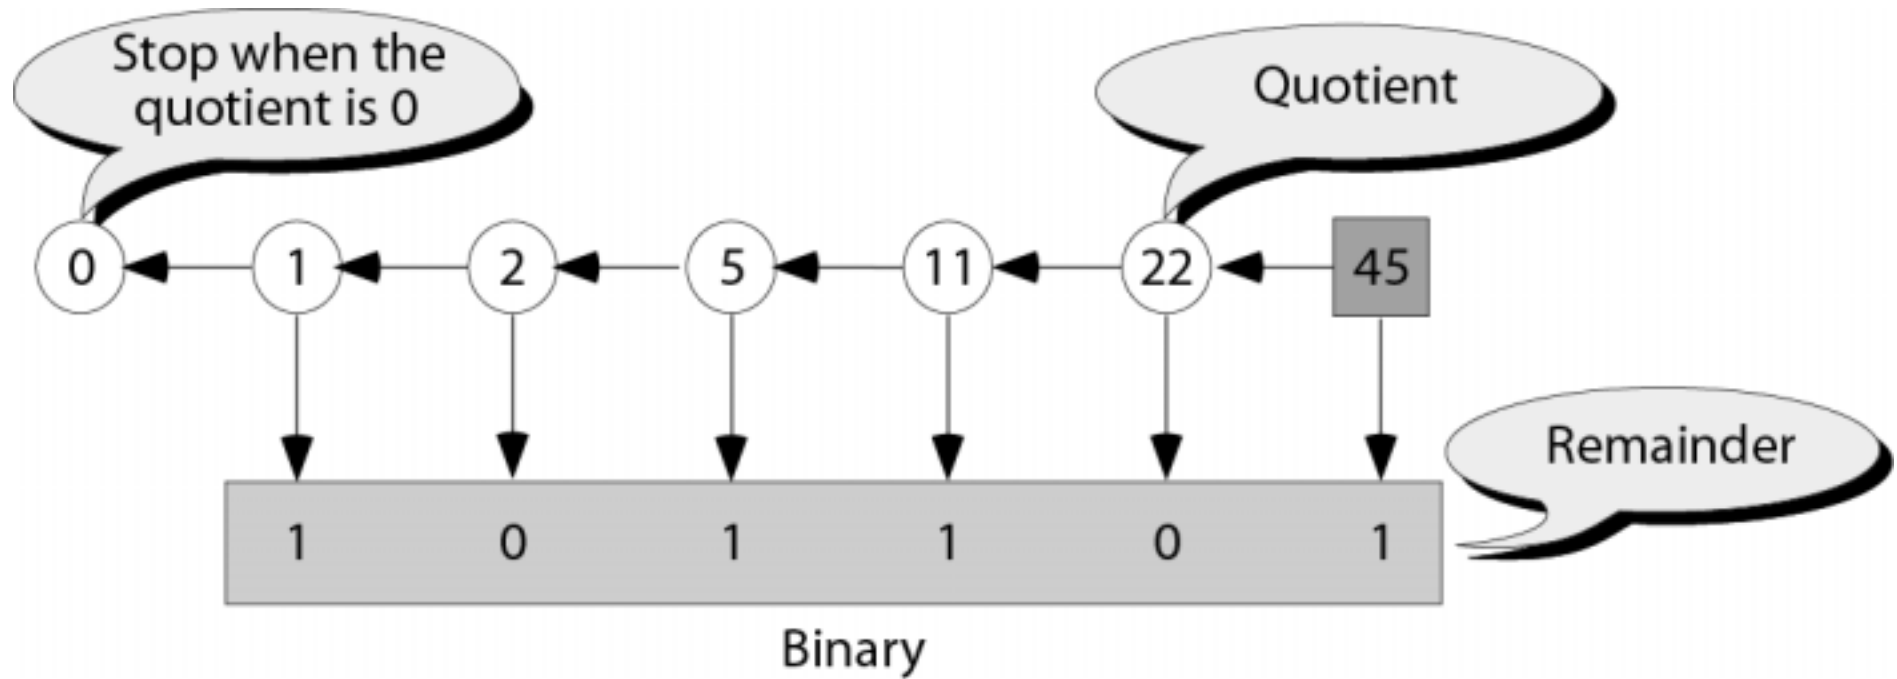 Stop when the
quotient is 0
Quotient
0 1 2 5 11 22 45
Remainder
1 0 1 1 0 1
Binary